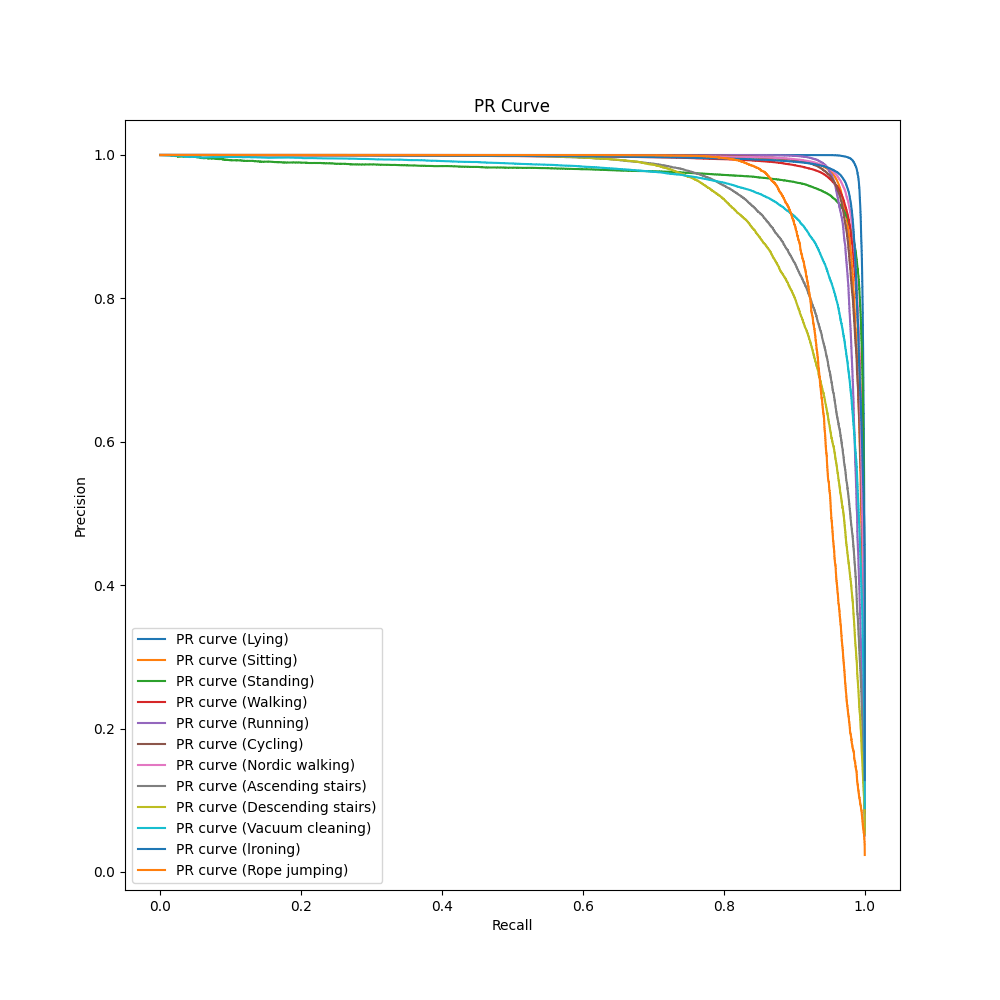 PR Curve
1.0
0.8
0.6
0.4
0.2
0.0
Precision
PR curve (Lying)
PR curve (Sitting)
PR curve (Standing)
PR curve (Walking)
PR curve (Running)
PR curve (Cycling)
PR curve (Nordic walking)
PR curve (Ascending stairs)
PR curve (Descending stairs)
PR curve (Vacuum cleaning)
PR curve (Ironing)
PR curve (Rope jumping)
0.0 0.2 0.4 0.6 0.8 1.0
Recall